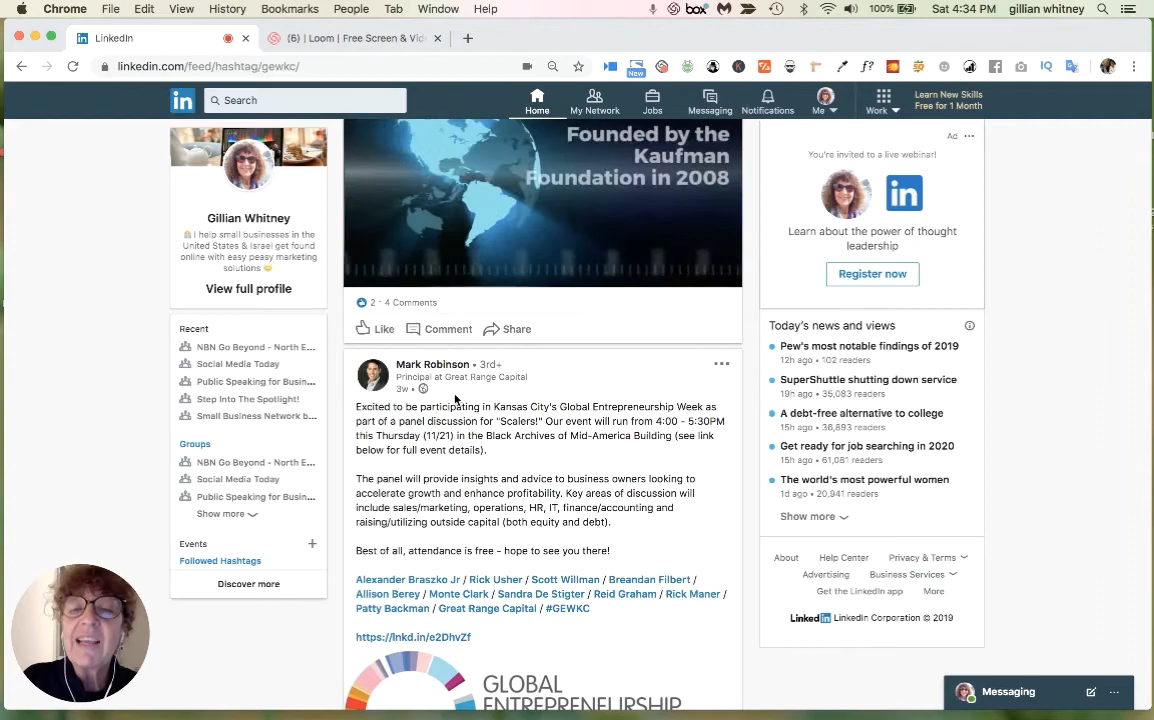 Chrome File Edit View History Bookmarks People Tab Window Help
box
100%
Sat 4:34 PM gillian whitney
LinkedIn
(6) | Loom | Free Screen & Vid
linkedin.com/feed/hashtag/gewkc/
New
f?
IQ
in
Search
Home
My Network
Jobs
Messaging
Notifications
Me
Work
Learn New Skills
Free for 1 Month
Gillian Whitney
I help small businesses in the
United States & Israel get found
online with easy peasy marketing
solutions
View full profile
Recent
NBN Go Beyond - North E...
Social Media Today
Public Speaking for Busin...
Step Into The Spotlight!
Small Business Network b...
Groups
NBN Go Beyond - North E...
Social Media Today
Public Speaking for Busin...
Show more
Events
+
Followed Hashtags
Discover more
Founded by the
Kaufman
Foundation in 2008
2 · 4 Comments
Like
Comment
Share
Mark Robinson • 3rd+
Principal at Great Range Capital
3w •
Excited to be participating in Kansas City's Global Entrepreneurship Week as
part of a panel discussion for "Scalers!" Our event will run from 4:00 - 5:30PM
this Thursday (11/21) in the Black Archives of Mid-America Building (see link
below for full event details).
The panel will provide insights and advice to business owners looking to
accelerate growth and enhance profitability. Key areas of discussion will
include sales/marketing, operations, HR, IT, finance/accounting and
raising/utilizing outside capital (both equity and debt).
Best of all, attendance is free - hope to see you there!
Alexander Braszko Jr / Rick Usher / Scott Willman / Breandan Filbert /
Allison Berey / Monte Clark / Sandra De Stigter / Reid Graham / Rick Maner /
Patty Backman / Great Range Capital / #GEWKC
https://lnkd.in/e2DhvZf
GLOBAL
ENTREPRENEURSHIP
Ad
You're invited to a live webinar!
in
Learn about the power of thought
leadership
Register now
Today's news and views
Pew's most notable findings of 2019
12h ago • 102 readers
SuperShuttle shutting down service
19h ago • 35,083 readers
A debt-free alternative to college
15h ago • 36,893 readers
Get ready for job searching in 2020
15h ago • 61,081 readers
The world's most powerful women
1d ago • 20,941 readers
Show more
About Help Center Privacy & Terms
Advertising Business Services
Get the LinkedIn app More
LinkedIn LinkedIn Corporation © 2019
Messaging